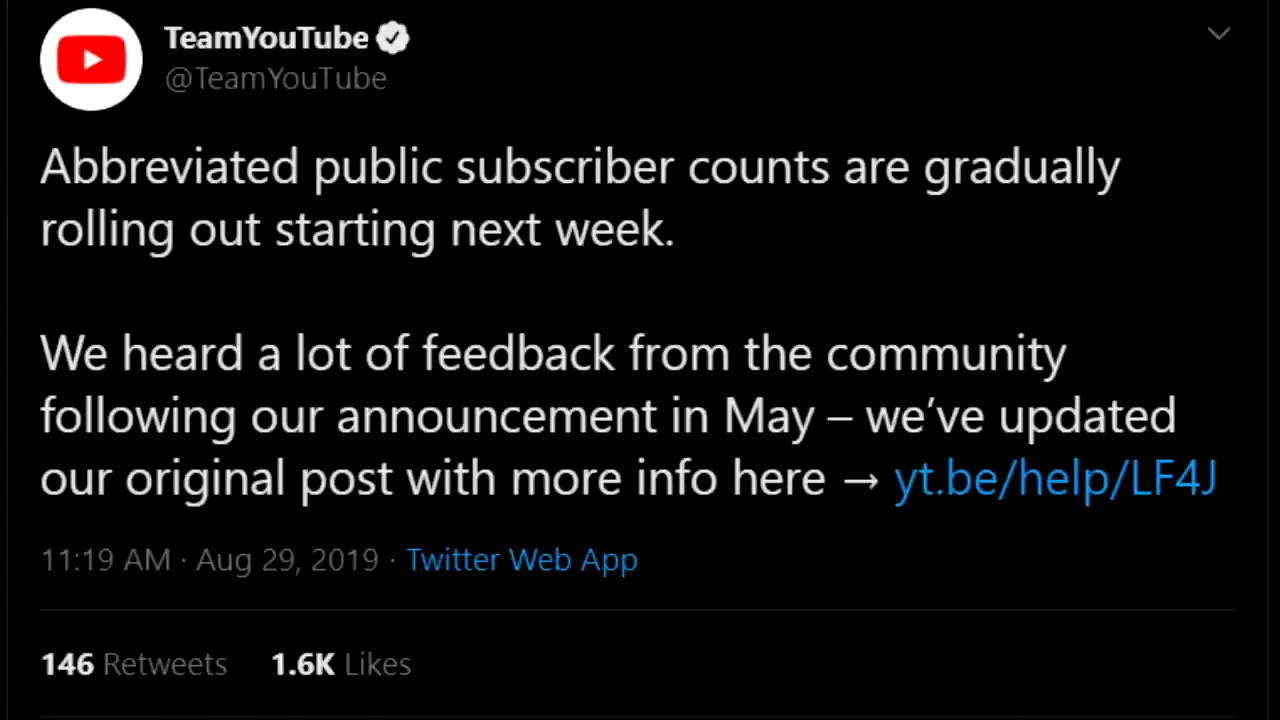 TeamYouTube
@TeamYouTube
Abbreviated public subscriber counts are gradually
rolling out starting next week.
We heard a lot of feedback from the community
following our announcement in May – we’ve updated
our original post with more info here → yt.be/help/LF4J
11:19 AM · Aug 29, 2019 · Twitter Web App
146 Retweets 1.6K Likes